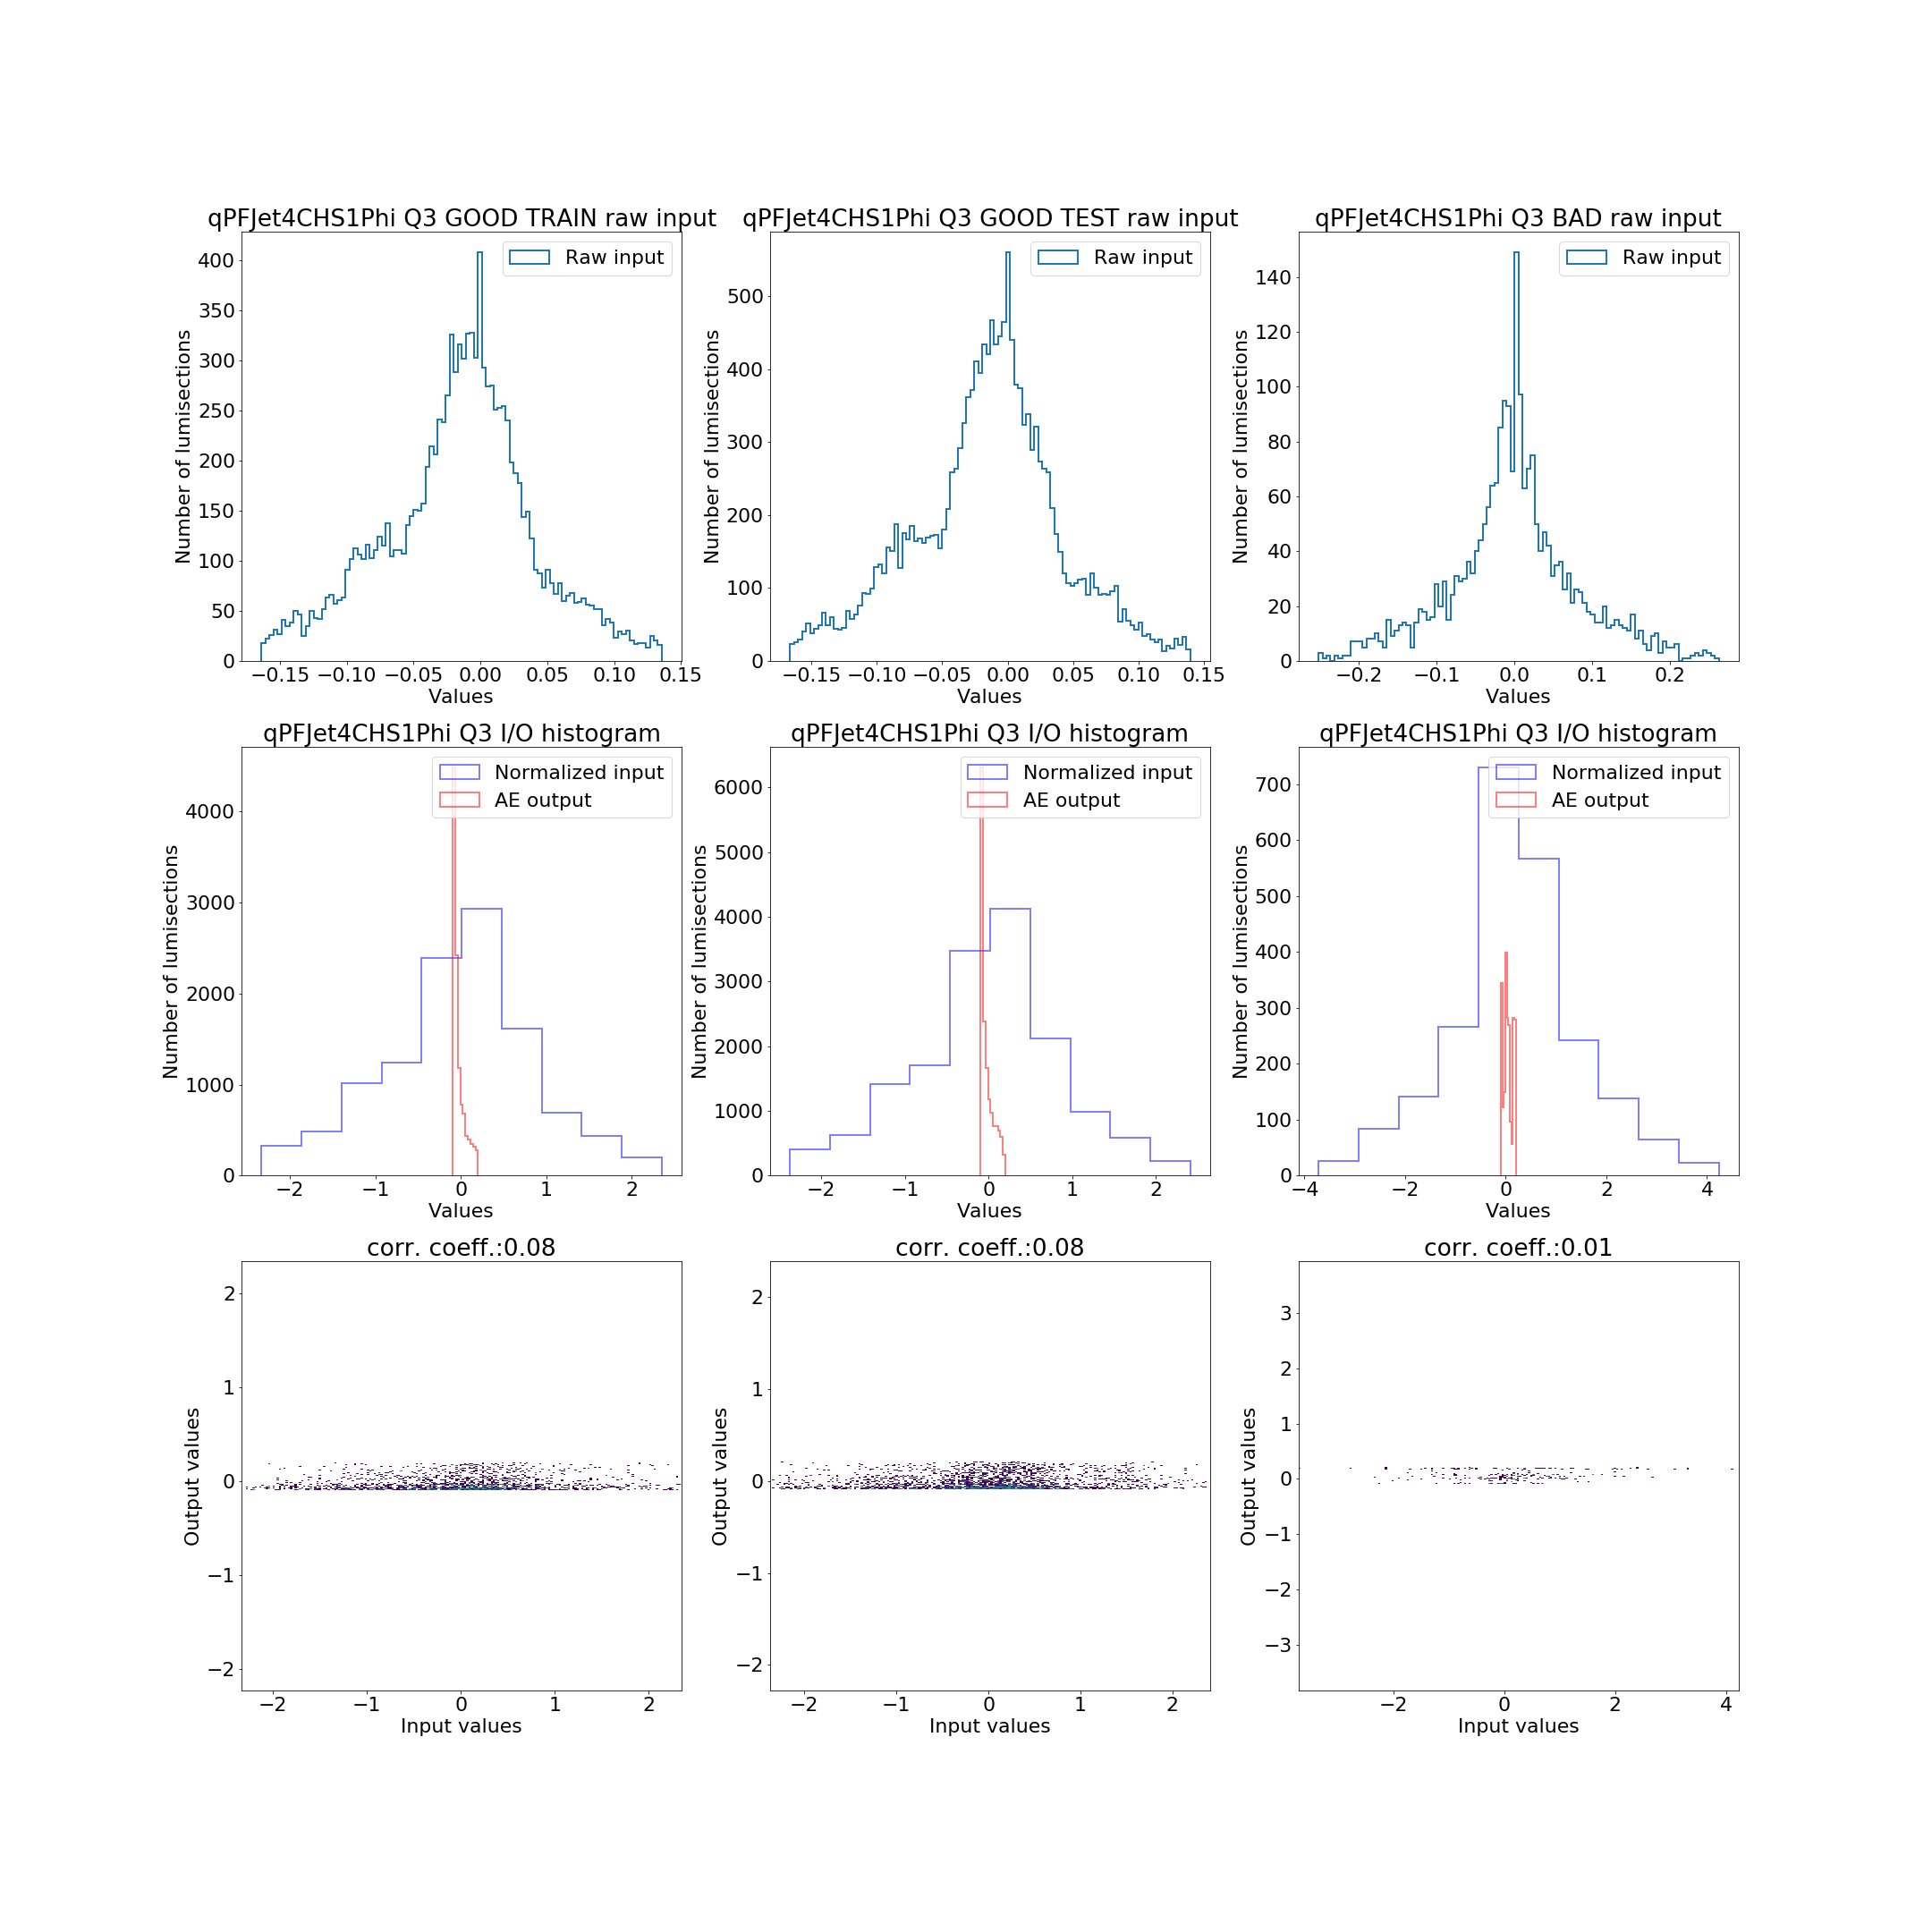 qPFJet4CHS1Phi Q3 GOOD TRAIN raw input
Number of lumisections
400
350
300
250
200
150
100
50
0
Raw input
−0.15 −0.10 −0.05 0.00 0.05 0.10 0.15
Values
qPFJet4CHS1Phi Q3 GOOD TEST raw input
Number of lumisections
500
400
300
200
100
0
Raw input
−0.15 −0.10 −0.05 0.00 0.05 0.10 0.15
Values
qPFJet4CHS1Phi Q3 BAD raw input
Number of lumisections
140
120
100
80
60
40
20
0
Raw input
−0.2 −0.1 0.0 0.1 0.2
Values
qPFJet4CHS1Phi Q3 I/O histogram
Number of lumisections
4000
3000
2000
1000
0
Normalized input
AE output
−2 −1 0 1 2
Values
qPFJet4CHS1Phi Q3 I/O histogram
Number of lumisections
6000
5000
4000
3000
2000
1000
0
Normalized input
AE output
−2 −1 0 1 2
Values
qPFJet4CHS1Phi Q3 I/O histogram
Number of lumisections
700
600
500
400
300
200
100
0
Normalized input
AE output
−4 −2 0 2 4
Values
corr. coeff.:0.08
Output values
2
1
0
−1
−2
−2 −1 0 1 2
Input values
corr. coeff.:0.08
Output values
2
1
0
−1
−2
−2 −1 0 1 2
Input values
corr. coeff.:0.01
Output values
3
2
1
0
−1
−2
−3
−2 0 2 4
Input values